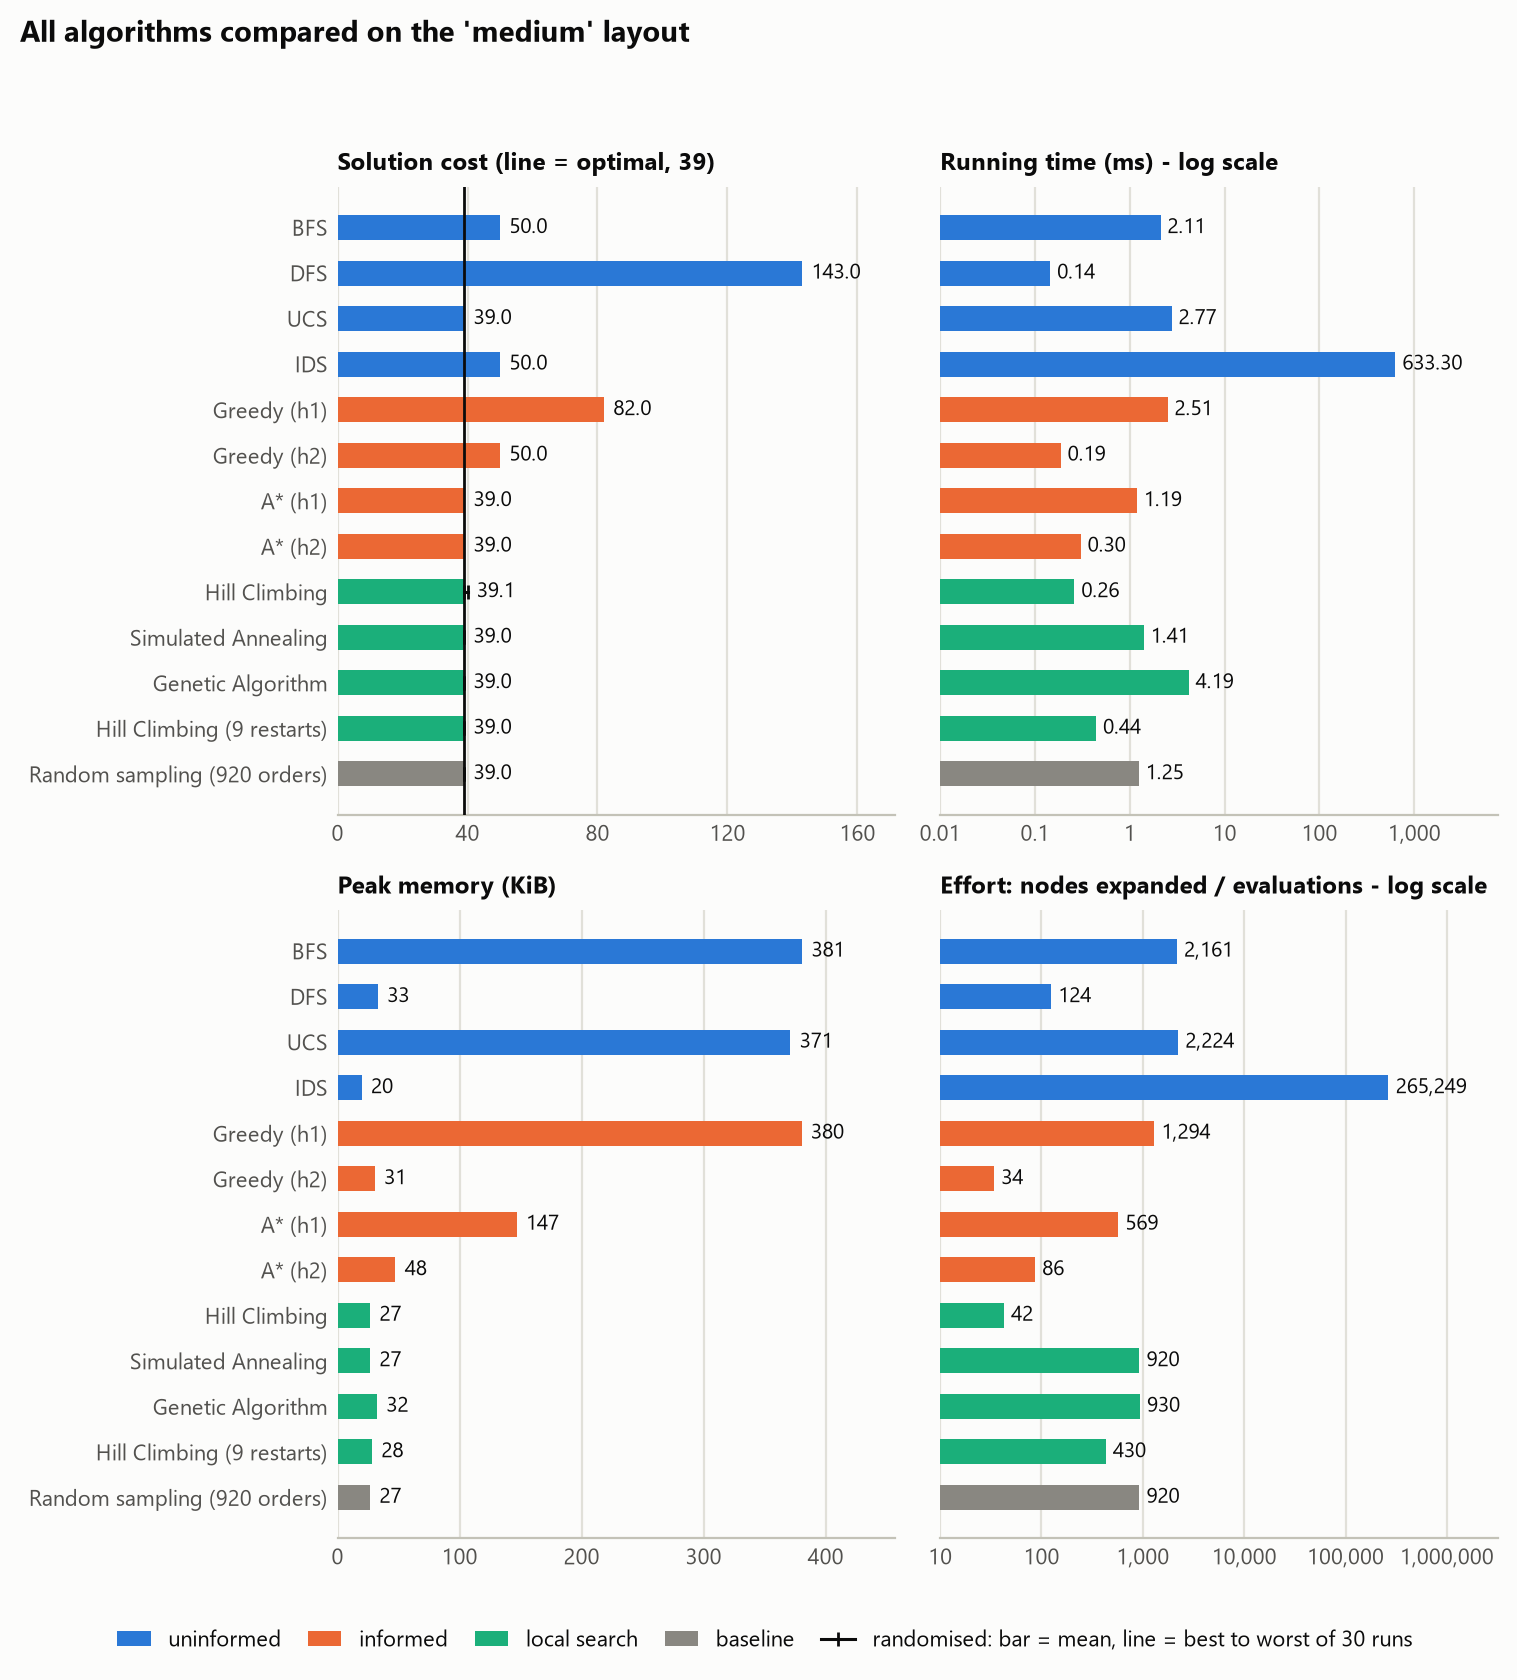 All algorithms compared on the 'medium' layout
Solution cost (line = optimal, 39)
BFS 50.0
DFS 143.0
UCS 39.0
IDS 50.0
Greedy (h1) 82.0
Greedy (h2) 50.0
A* (h1) 39.0
A* (h2) 39.0
Hill Climbing 39.1
Simulated Annealing 39.0
Genetic Algorithm 39.0
Hill Climbing (9 restarts) 39.0
Random sampling (920 orders) 39.0
0 40 80 120 160
Running time (ms) - log scale
2.11
0.14
2.77
633.30
2.51
0.19
1.19
0.30
0.26
1.41
4.19
0.44
1.25
0.01 0.1 1 10 100 1,000
Peak memory (KiB)
BFS 381
DFS 33
UCS 371
IDS 20
Greedy (h1) 380
Greedy (h2) 31
A* (h1) 147
A* (h2) 48
Hill Climbing 27
Simulated Annealing 27
Genetic Algorithm 32
Hill Climbing (9 restarts) 28
Random sampling (920 orders) 27
0 100 200 300 400
Effort: nodes expanded / evaluations - log scale
2,161
124
2,224
265,249
1,294
34
569
86
42
920
930
430
920
10 100 1,000 10,000 100,000 1,000,000
uninformed informed local search baseline randomised: bar = mean, line = best to worst of 30 runs